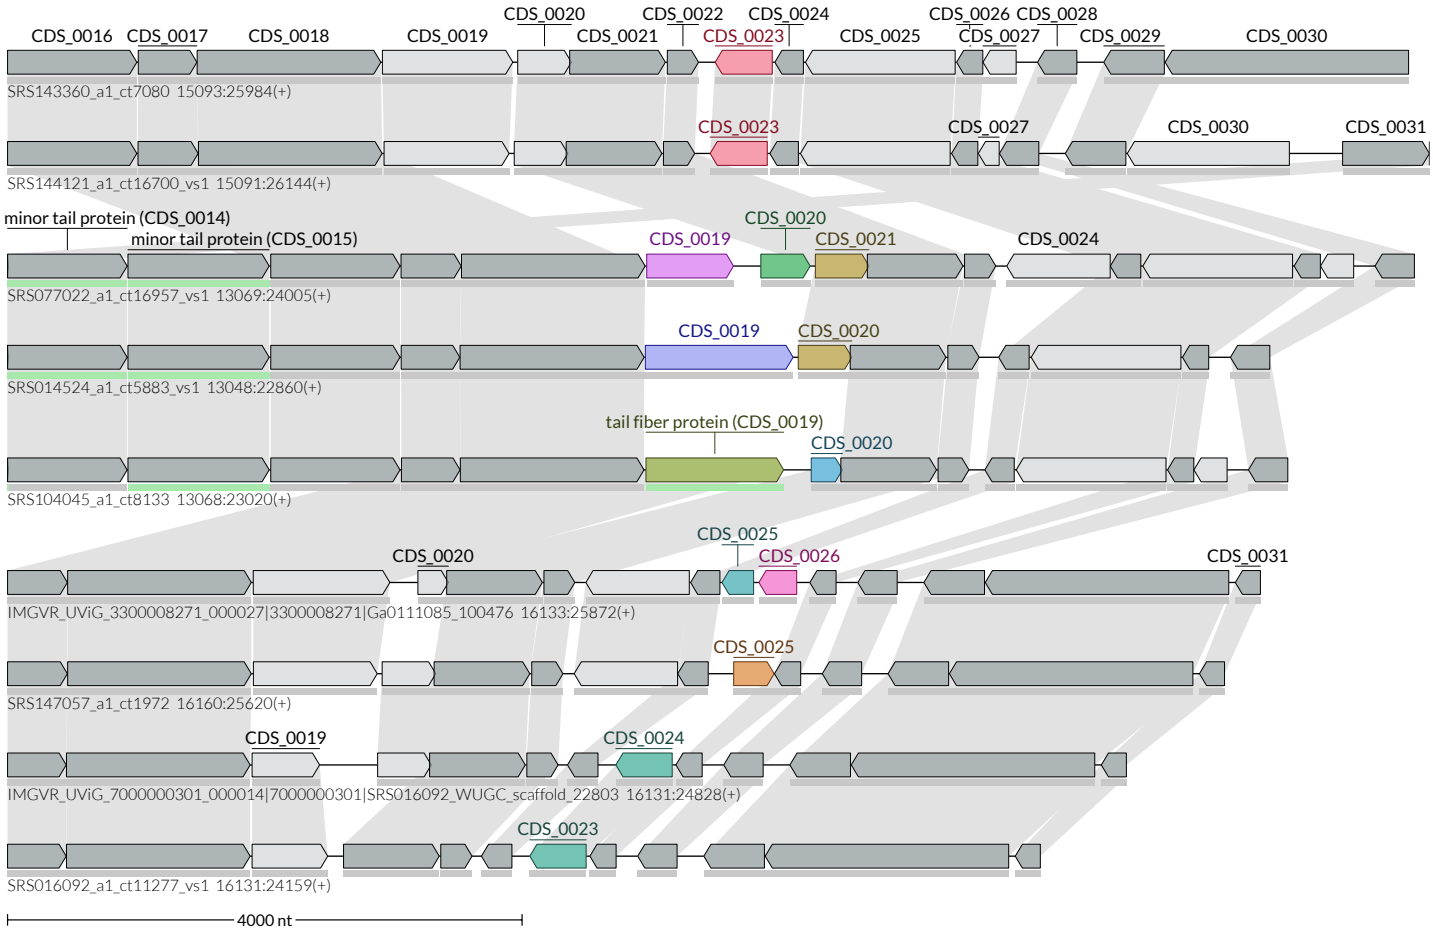 CDS_0020 CDS_0022 CDS_0024 CDS_0026 CDS_0028
CDS_0016 CDS_0017 CDS_0018 CDS_0019 CDS_0021 CDS_0023 CDS_0025 CDS_0027 CDS_0029 CDS_0030
SRS143360_a1_ct7080 15093:25984(+)
CDS_0023 CDS_0027 CDS_0030 CDS_0031
SRS144121_a1_ct16700_vs1 15091:26144(+)
minor tail protein (CDS_0014) CDS_0020
minor tail protein (CDS_0015) CDS_0019 CDS_0021 CDS_0024
SRS077022_a1_ct16957_vs1 13069:24005(+)
CDS_0019 CDS_0020
SRS014524_a1_ct5883_vs1 13048:22860(+)
tail fiber protein (CDS_0019)
CDS_0020
SRS104045_a1_ct8133 13068:23020(+)
CDS_0025
CDS_0020 CDS_0026 CDS_0031
IMGVR_UViG_3300008271_000027|3300008271|Ga0111085_100476 16133:25872(+)
CDS_0025
SRS147057_a1_ct1972 16160:25620(+)
CDS_0019 CDS_0024
IMGVR_UViG_7000000301_000014|7000000301|SRS016092_WUGC_scaffold_22803 16131:24828(+)
CDS_0023
SRS016092_a1_ct11277_vs1 16131:24159(+)
4000 nt